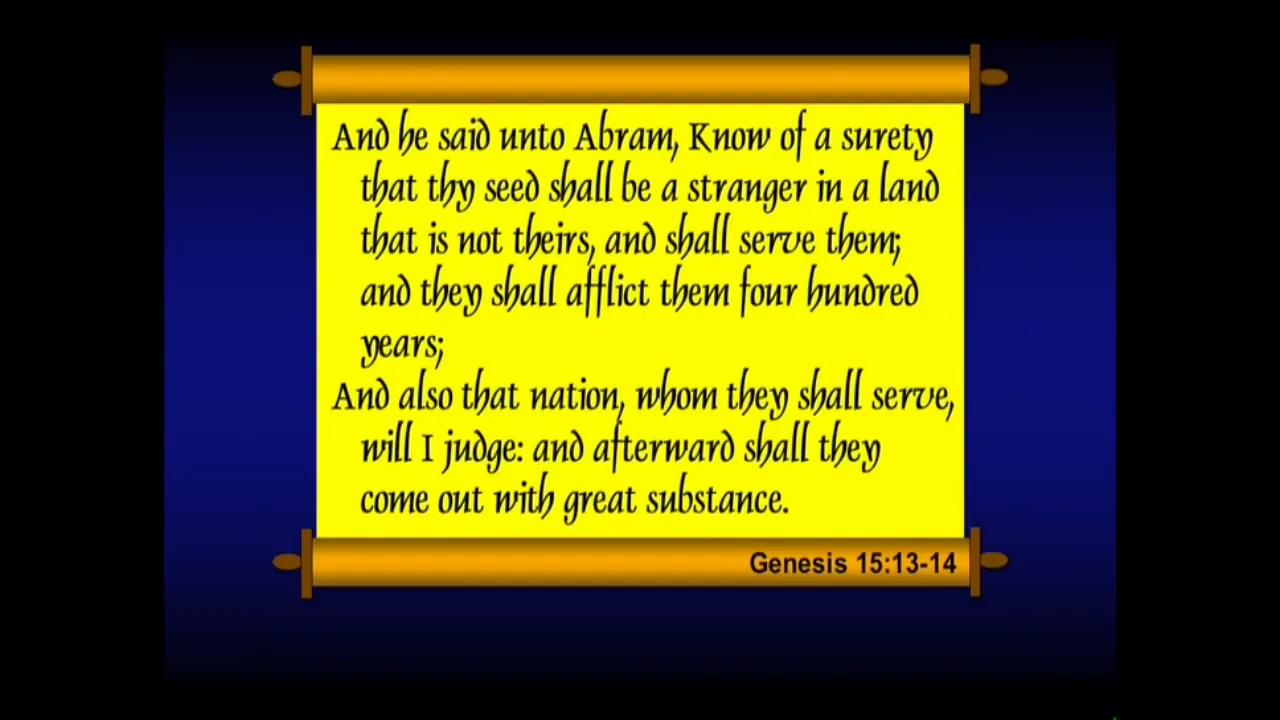 And he said unto Abram, Know of a surety
that thy seed shall be a stranger in a land
that is not theirs, and shall serve them;
and they shall afflict them four hundred
years;
And also that nation, whom they shall serve,
will I judge: and afterward shall they
come out with great substance.
Genesis 15:13-14